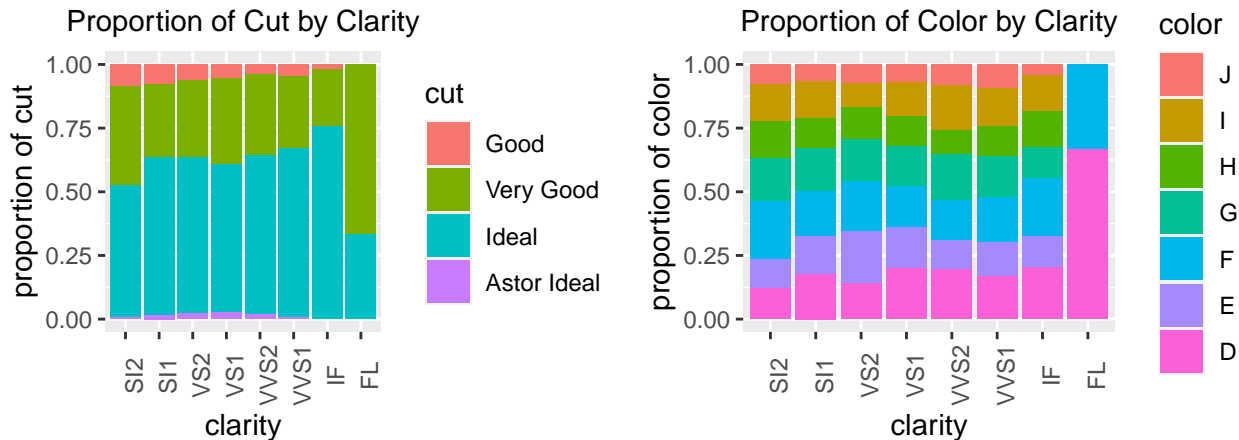 Proportion of Cut by Clarity
proportion of cut
1.00
0.75
0.50
0.25
0.00
SI2
SI1
VS2
VS1
VVS2
VVS1
IF
FL
clarity
cut
Good
Very Good
Ideal
Astor Ideal
Proportion of Color by Clarity
proportion of color
1.00
0.75
0.50
0.25
0.00
SI2
SI1
VS2
VS1
VVS2
VVS1
IF
FL
clarity
color
J
I
H
G
F
E
D